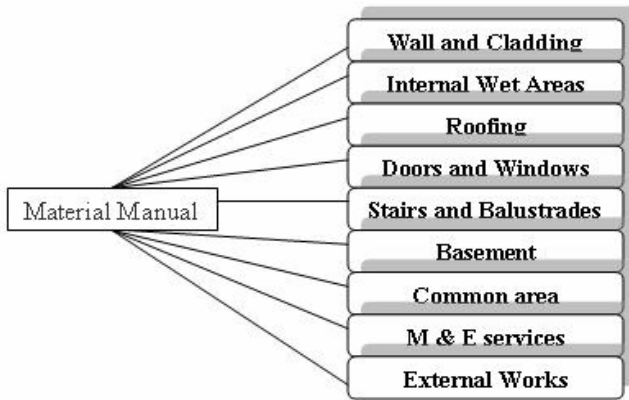 Wall and Cladding
Internal Wet Areas
Roofing
Doors and Windows
Material Manual
Stairs and Balustrades
Basement
Common area
M & E services
External Works